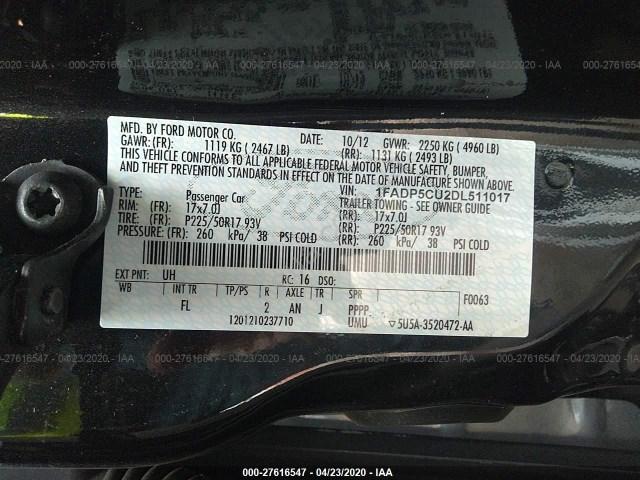 000-27616547 - 04/23/2020 - IAA
MFD. BY FORD MOTOR CO.
DATE: 10/12 GVWR: 2250 KG ( 4960 LB)
GAWR: (FR): 1119 KG ( 2467 LB) (RR): 1131 KG ( 2493 LB)
THIS VEHICLE CONFORMS TO ALL APPLICABLE FEDERAL MOTOR VEHICLE SAFETY, BUMPER,
AND THEFT PREVENTION STANDARDS IN EFFECT ON THE DATE OF MANUFACTURE SHOWN ABOVE.
VIN: 1FADP5CU2DL511017
TYPE: Passenger Car TRAILER TOWING - SEE OWNER GUIDE
RIM: (FR): 17x7.0J (RR): 17x7.0J
TIRE: (FR): P225/50R17 93V (RR): P225/50R17 93V
PRESSURE: (FR): 260 kPa/ 38 PSI COLD (RR): 260 kPa/ 38 PSI COLD
EXT PNT: UH RC: 16 DSO: F0063
WB INT TR TP/PS R AXLE TR SPR
FL 2 AN J PPPP
1201210237710 UMU ▽5U5A-3520472-AA
000-27616547 - 04/23/2020 - IAA